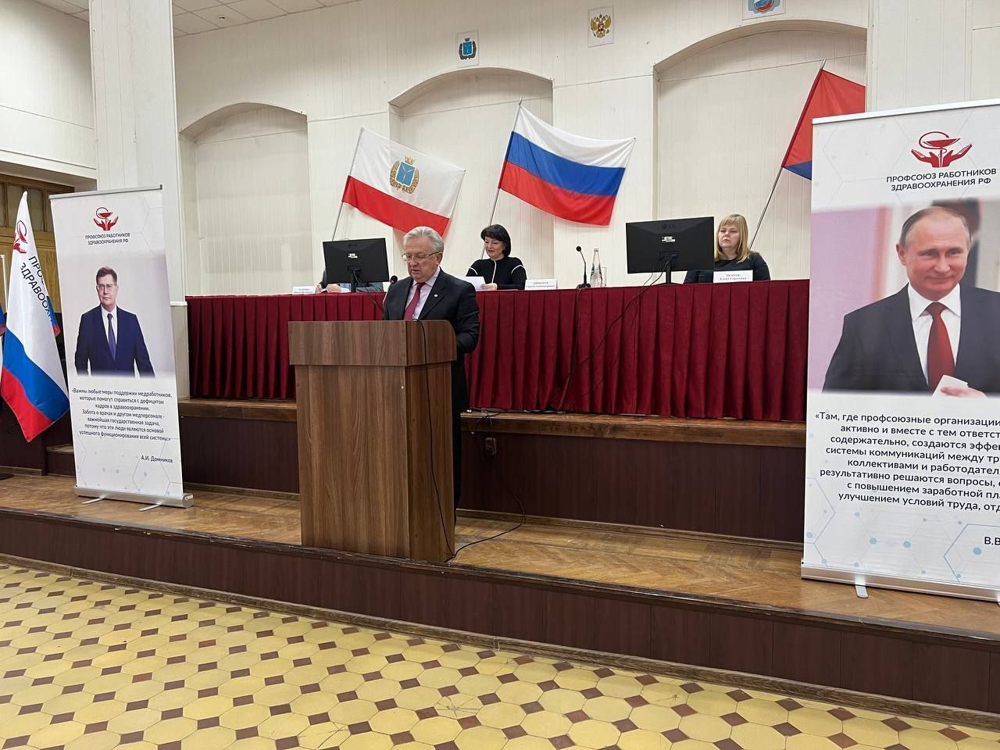 ПРОФСОЮЗ РАБОТНИКОВ
ЗДРАВООХРАНЕНИЯ РФ
«Важны любые меры поддержки медработников,
которые помогут справиться с дефицитом
кадров в здравоохранении.
Забота о врачах и другом медперсонале -
важнейшая государственная задача,
потому что эти люди являются основой
успешного функционирования всей системы.»
А.И. Домников
LG
LG
ТКАЧЕВ
ПРОФСОЮЗ РАБОТНИКОВ
ЗДРАВООХРАНЕНИЯ РФ
«Там, где профсоюзные организации
активно и вместе с тем ответст
содержательно, создаются эффе
системы коммуникаций между тр
коллективами и работодател
результативно решаются вопросы, с
с повышением заработной пла
улучшением условий труда, отд
В.В